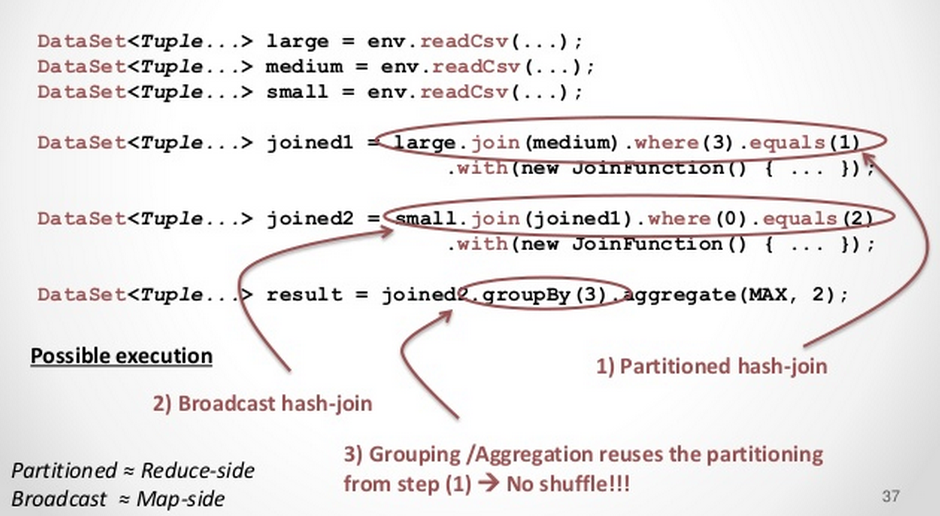 DataSet<Tuple...> large = env.readCsv(...);
DataSet<Tuple...> medium = env.readCsv(...);
DataSet<Tuple...> small = env.readCsv(...);
DataSet<Tuple...> joined1 = large.join(medium).where(3).equals(1)
.with(new JoinFunction() { ... });
DataSet<Tuple...> joined2 = small.join(joined1).where(0).equals(2)
.with(new JoinFunction() { ... });
DataSet<Tuple...> result = joined2.groupBy(3).aggregate(MAX, 2);
Possible execution
1) Partitioned hash-join
2) Broadcast hash-join
3) Grouping /Aggregation reuses the partitioning
from step (1) → No shuffle!!!
Partitioned ≈ Reduce-side
Broadcast ≈ Map-side
37